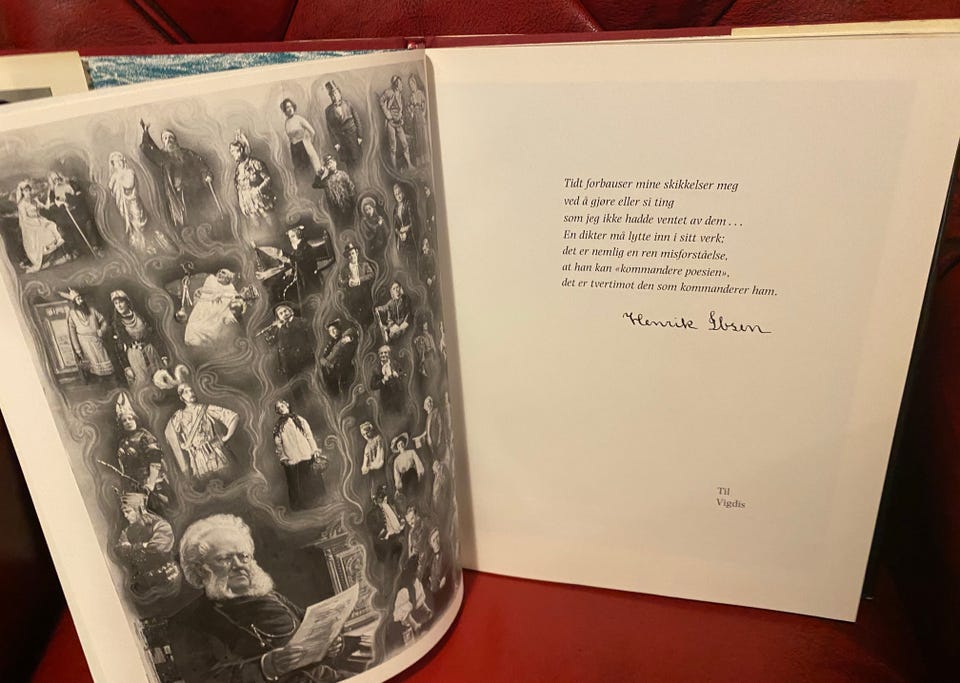 Tidt forbauser mine skikkelser meg
ved å gjøre eller si ting
som jeg ikke hadde ventet av dem . . .
En dikter må lytte inn i sitt verk;
det er nemlig en ren misforståelse,
at han kan «kommandere poesien»,
det er tvertimot den som kommanderer ham.
Henrik Ibsen
Til
Vigdis